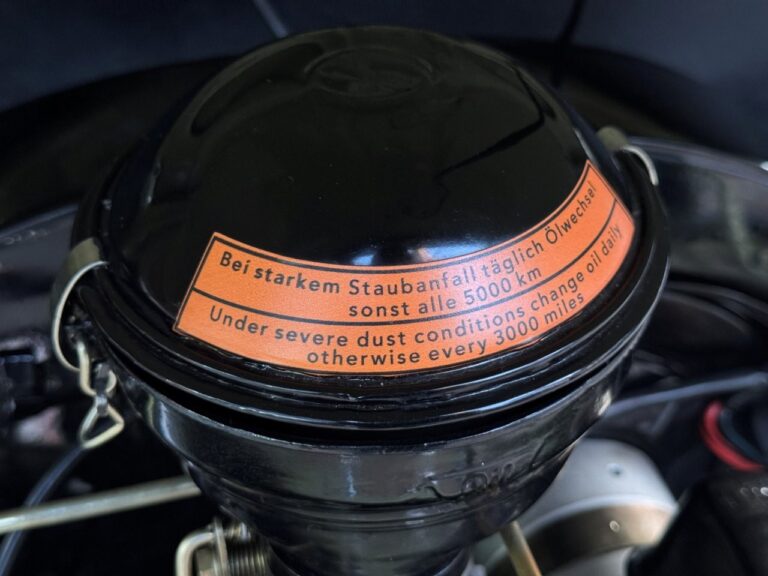 Bei starkem Staubanfall täglich Ölwechsel
sonst alle 5000 km
Under severe dust conditions change oil daily
otherwise every 3000 miles